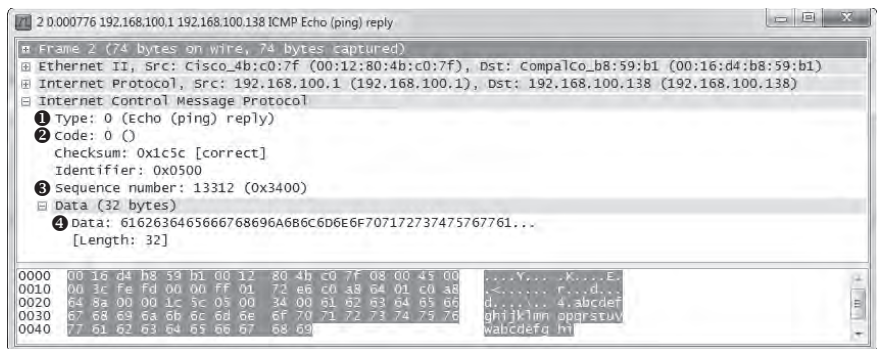 2 0.000776 192.168.100.1 192.168.100.138 ICMP Echo (ping) reply
Frame 2 (74 bytes on wire, 74 bytes captured)
Ethernet II, Src: Cisco_4b:c0:7f (00:12:80:4b:c0:7f), Dst: CompalCo_b8:59:b1 (00:16:d4:b8:59:b1)
Internet Protocol, Src: 192.168.100.1 (192.168.100.1), Dst: 192.168.100.138 (192.168.100.138)
Internet Control Message Protocol
❶ Type: 0 (Echo (ping) reply)
❷ Code: 0 ()
Checksum: 0x1c5c [correct]
Identifier: 0x0500
❸ Sequence number: 13312 (0x3400)
Data (32 bytes)
❹ Data: 6162636465666768696A6B6C6D6E6F707172737475767761...
[Length: 32]
0000 00 16 d4 b8 59 b1 00 12 80 4b c0 7f 08 00 45 00 ....Y... .K....E.
0010 00 3c fe fd 00 00 ff 01 72 e6 c0 a8 64 01 c0 a8 .<...... r...d...
0020 64 8a 00 00 1c 5c 05 00 34 00 61 62 63 64 65 66 d....\.. 4.abcdef
0030 67 68 69 6a 6b 6c 6d 6e 6f 70 71 72 73 74 75 76 ghijklmn opqrstuv
0040 77 61 62 63 64 65 66 67 68 69 wabcdefg hi